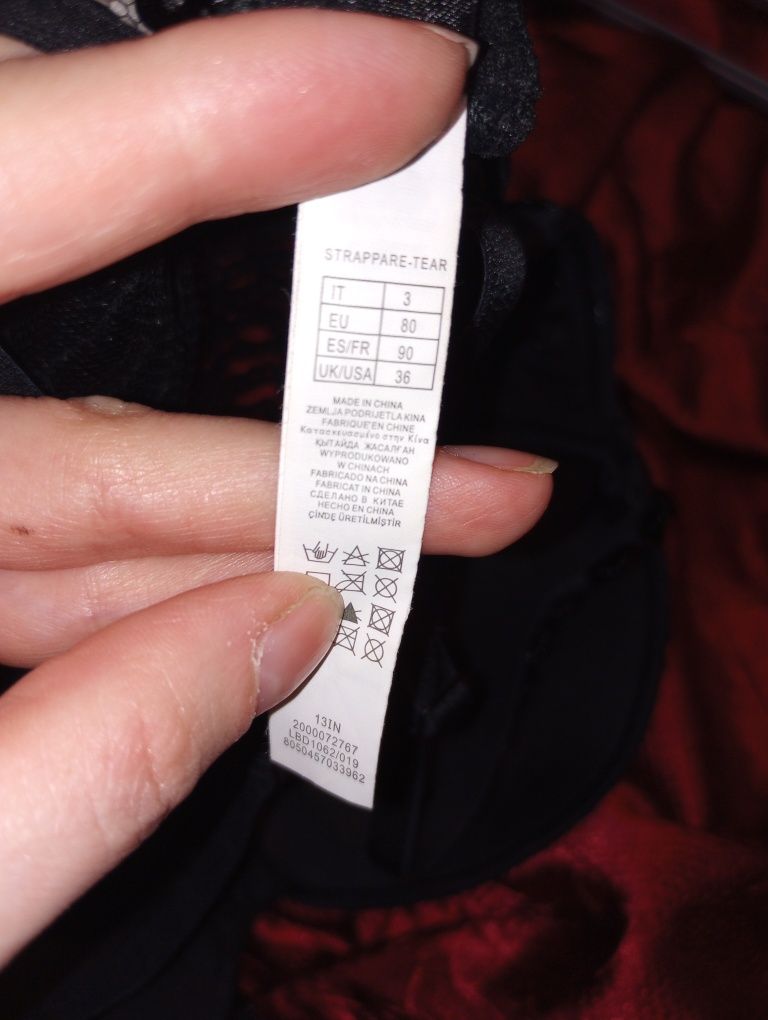 STRAPPARE-TEAR
IT 3
EU 80
ES/FR 90
UK/USA 36
MADE IN CHINA
ZEMLJA PODRIJETLA KINA
FABRIQUE EN CHINE
Κατασκευασμένο στην Κίνα
ҚЫТАЙДА ЖАСАЛҒАН
WYPRODUKOWANO
W CHINACH
FABRICADO NA CHINA
FABRICAT IN CHINA
СДЕЛАНО В КИТАЕ
HECHO EN CHINA
ÇİNDE ÜRETİLMİŞTİR
13IN
2000072767
LBD1062/019
8050457033962